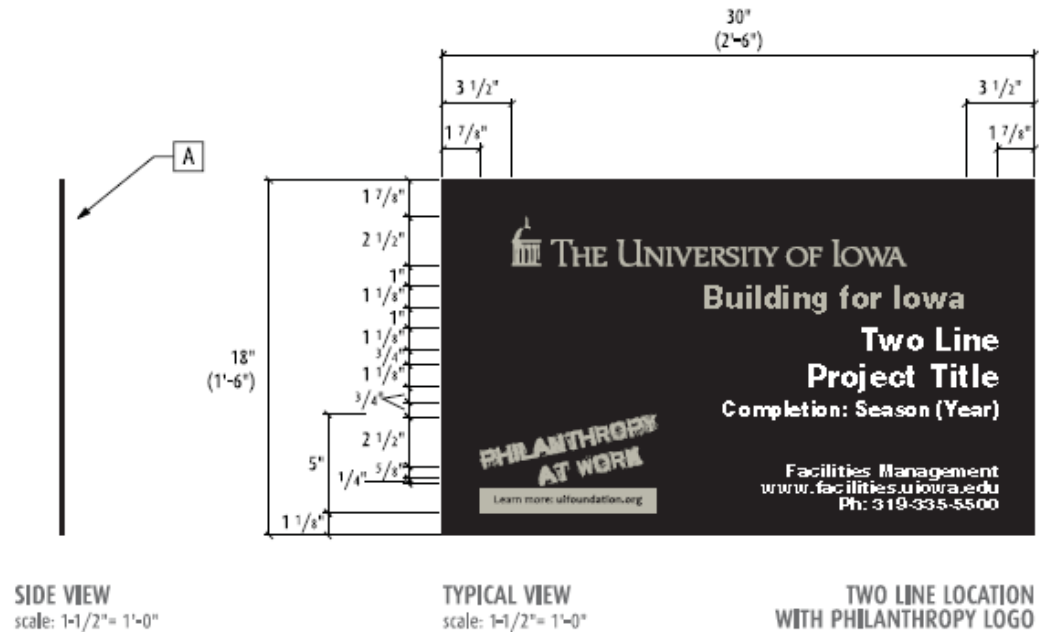 30"
(2'-6")
3 1/2"
3 1/2"
1 7/8"
1 7/8"
A
1 7/8"
2 1/2"
1"
1 1/8"
1"
1 1/8"
3/4"
1 1/8"
3/4"
18"
(1'-6")
2 1/2"
5"
5/8"
1/4"
1 1/8"
THE UNIVERSITY OF IOWA
Building for Iowa
Two Line
Project Title
Completion: Season (Year)
PHILANTHROPY
AT WORK
Learn more: uifoundation.org
Facilities Management
www.facilities.uiowa.edu
Ph: 319-335-5500
SIDE VIEW
scale: 1-1/2"= 1'-0"
TYPICAL VIEW
scale: 1-1/2"= 1'-0"
TWO LINE LOCATION
WITH PHILANTHROPY LOGO